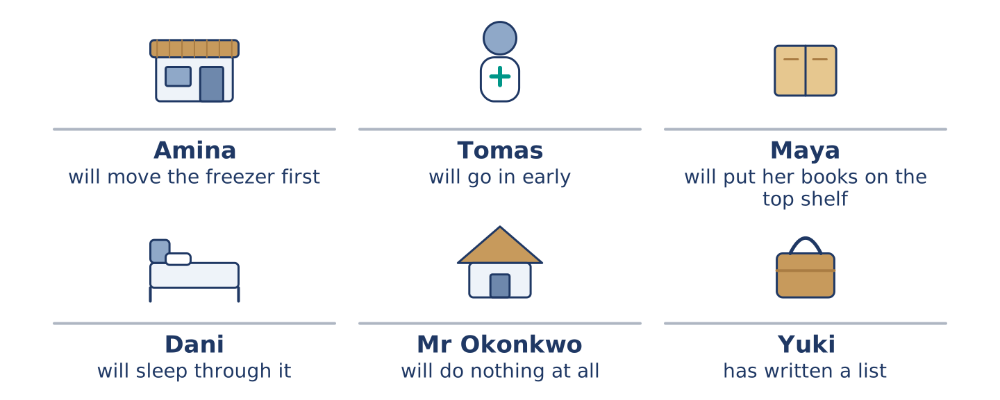 Amina
will move the freezer first
Tomas
will go in early
Maya
will put her books on the
top shelf
Dani
will sleep through it
Mr Okonkwo
will do nothing at all
Yuki
has written a list